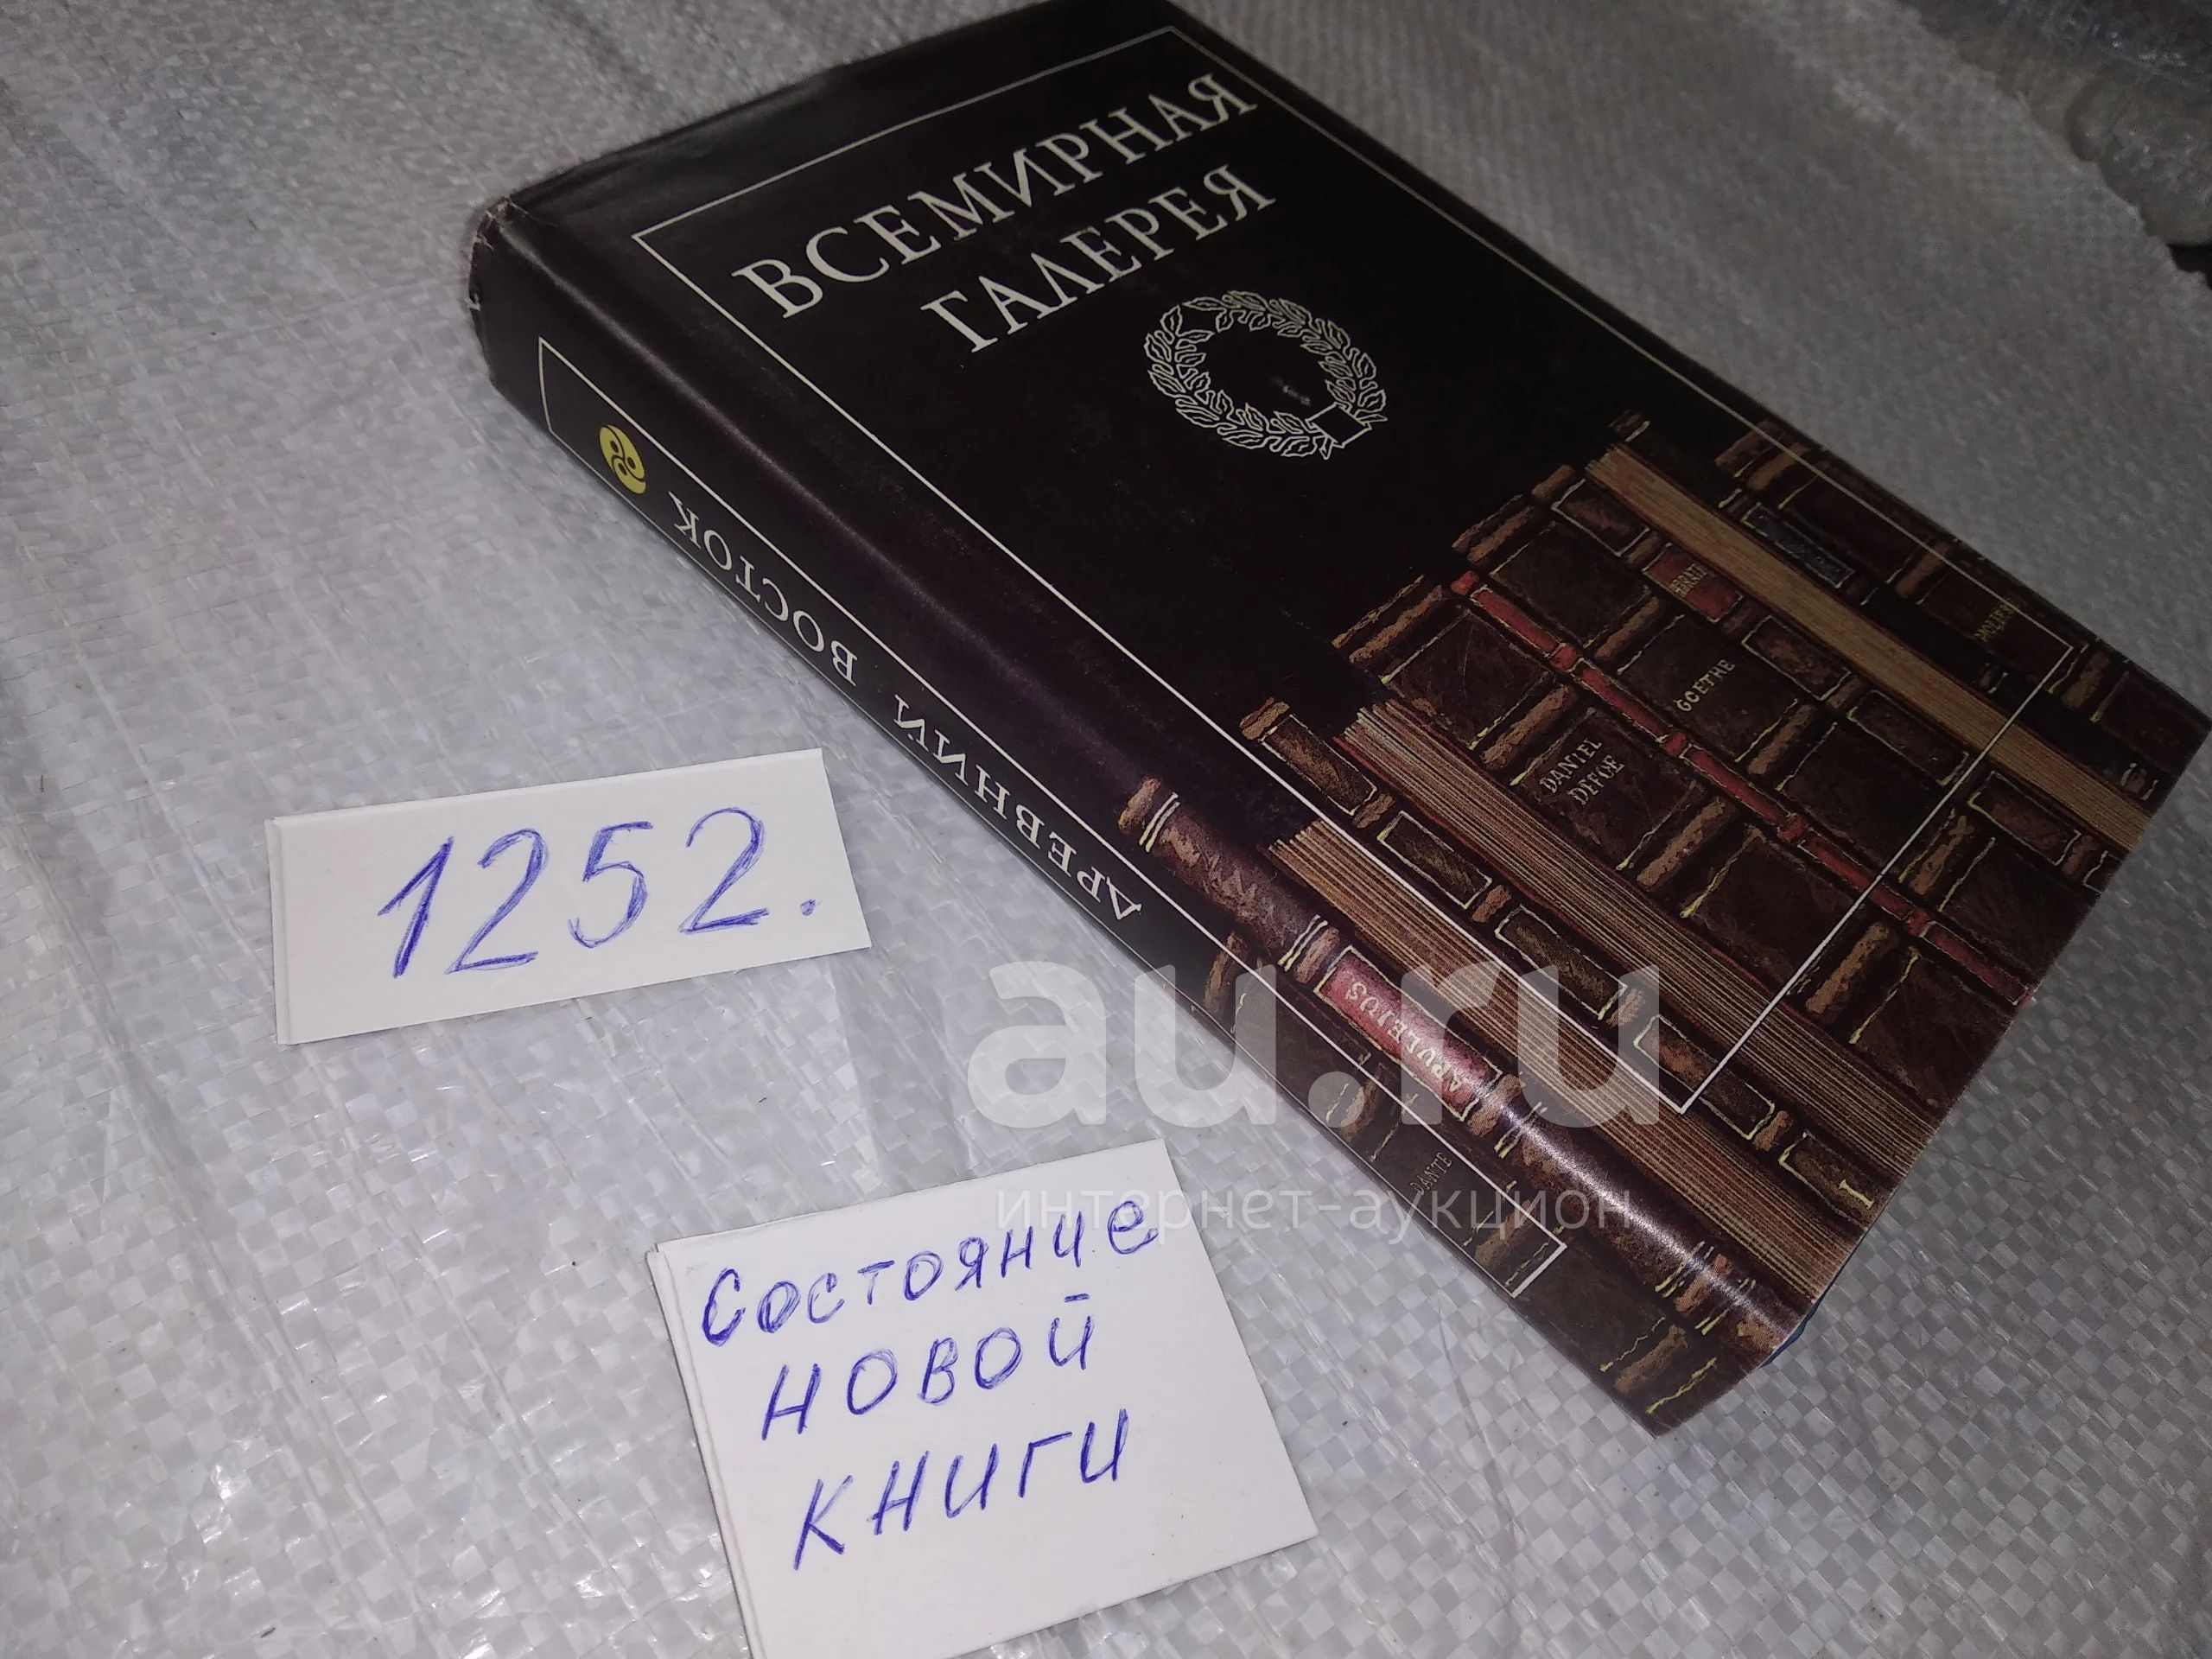 ВСЕМИРНАЯ
ГАЛЕРЕЯ
ДРЕВНИЙ ВОСТОК
GOETHE
DANIEL
DEFOE
APULEIUS
DANTE
I
1252.
au.ru
интернет-аукцион
Состояние
новой
книги